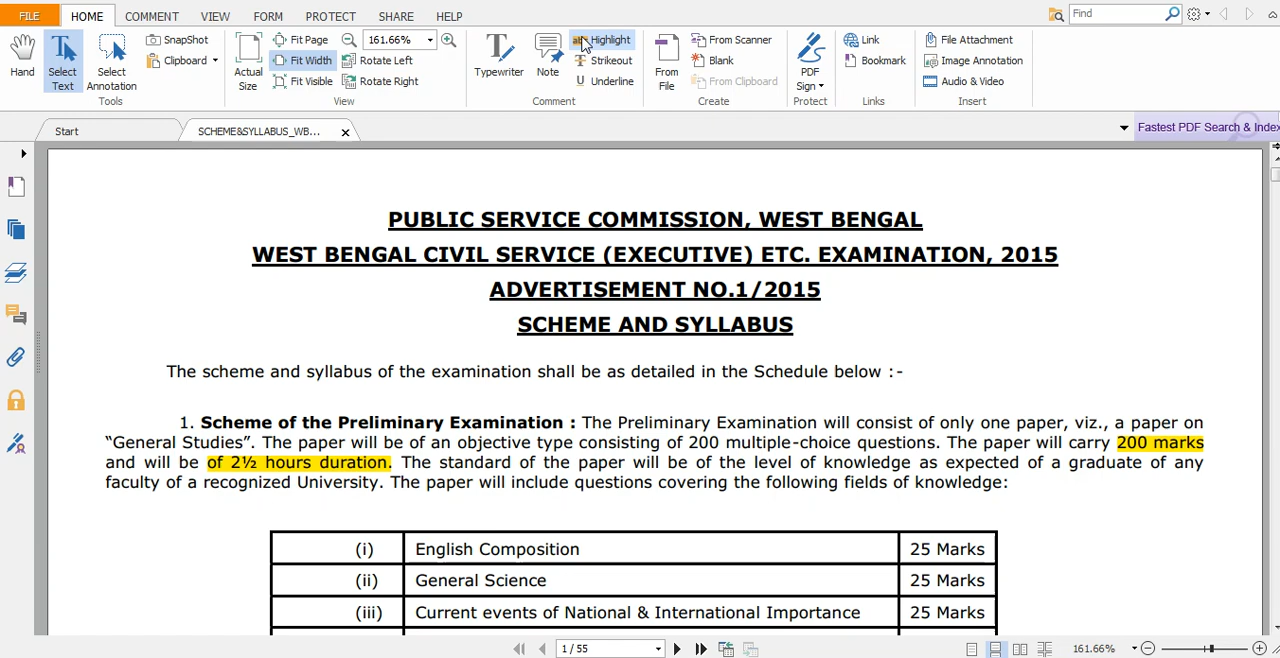 FILE HOME COMMENT VIEW FORM PROTECT SHARE HELP Find
Hand Select Text Select Annotation SnapShot Clipboard Tools
Actual Size Fit Page Fit Width Fit Visible 161.66% Rotate Left Rotate Right View
Typewriter Note Highlight Strikeout Underline Comment
From File From Scanner Blank From Clipboard Create
PDF Sign Protect
Link Bookmark Links
File Attachment Image Annotation Audio & Video Insert
Start SCHEME&SYLLABUS_WB... Fastest PDF Search & Index
PUBLIC SERVICE COMMISSION, WEST BENGAL
WEST BENGAL CIVIL SERVICE (EXECUTIVE) ETC. EXAMINATION, 2015
ADVERTISEMENT NO.1/2015
SCHEME AND SYLLABUS
The scheme and syllabus of the examination shall be as detailed in the Schedule below :-
1. Scheme of the Preliminary Examination : The Preliminary Examination will consist of only one paper, viz., a paper on
“General Studies”. The paper will be of an objective type consisting of 200 multiple-choice questions. The paper will carry 200 marks
and will be of 2½ hours duration. The standard of the paper will be of the level of knowledge as expected of a graduate of any
faculty of a recognized University. The paper will include questions covering the following fields of knowledge:
(i) English Composition 25 Marks
(ii) General Science 25 Marks
(iii) Current events of National & International Importance 25 Marks
1 / 55 161.66%